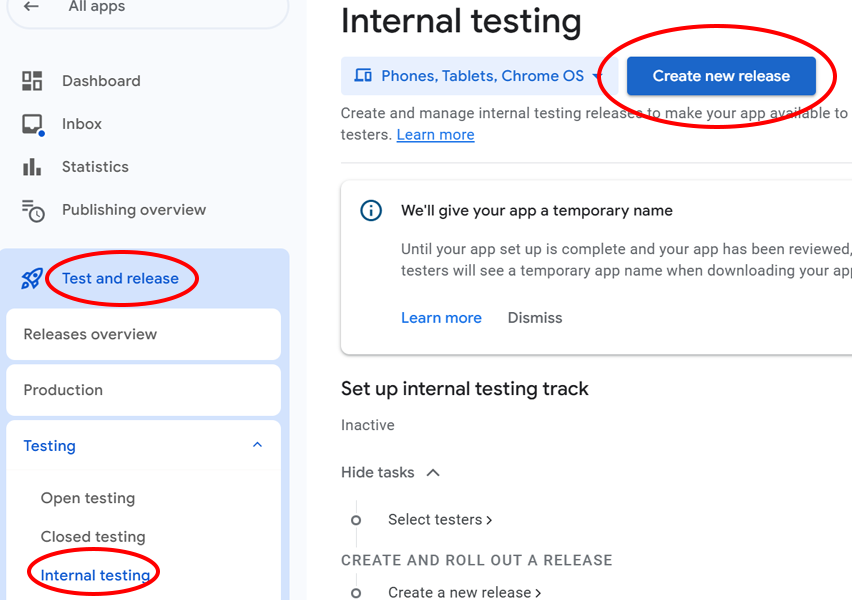 All apps
Dashboard
Inbox
Statistics
Publishing overview
Test and release
Releases overview
Production
Testing
Open testing
Closed testing
Internal testing
Internal testing
Phones, Tablets, Chrome OS
Create new release
Create and manage internal testing releases to make your app available to
testers. Learn more
We'll give your app a temporary name
Until your app set up is complete and your app has been reviewed,
testers will see a temporary app name when downloading your app
Learn more Dismiss
Set up internal testing track
Inactive
Hide tasks
Select testers
CREATE AND ROLL OUT A RELEASE
Create a new release